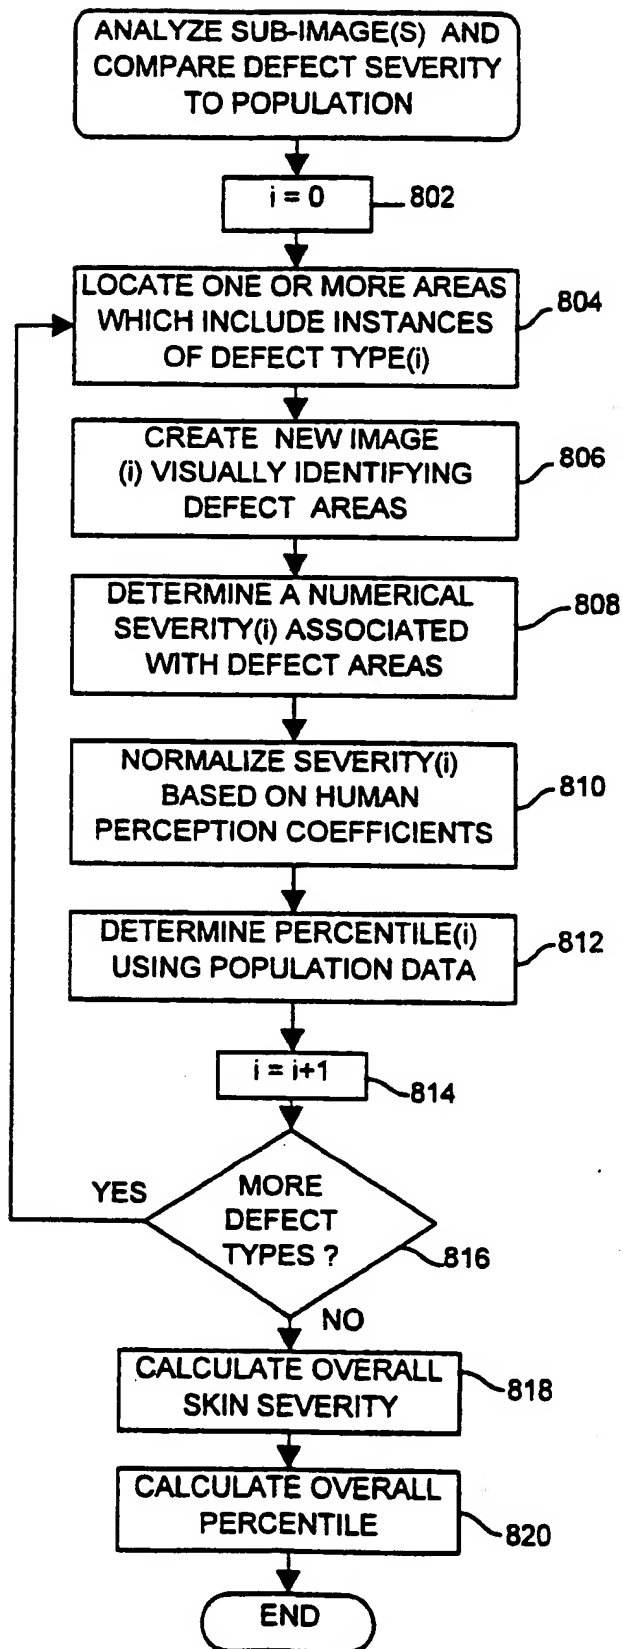 ANALYZE SUB-IMAGE(S) AND
COMPARE DEFECT SEVERITY
TO POPULATION
i = 0
802
LOCATE ONE OR MORE AREAS
WHICH INCLUDE INSTANCES
OF DEFECT TYPE(i)
804
CREATE NEW IMAGE
(i) VISUALLY IDENTIFYING
DEFECT AREAS
806
DETERMINE A NUMERICAL
SEVERITY(i) ASSOCIATED
WITH DEFECT AREAS
808
NORMALIZE SEVERITY(i)
BASED ON HUMAN
PERCEPTION COEFFICIENTS
810
DETERMINE PERCENTILE(i)
USING POPULATION DATA
812
i = i+1
814
YES
MORE
DEFECT
TYPES ?
816
NO
CALCULATE OVERALL
SKIN SEVERITY
818
CALCULATE OVERALL
PERCENTILE
820
END